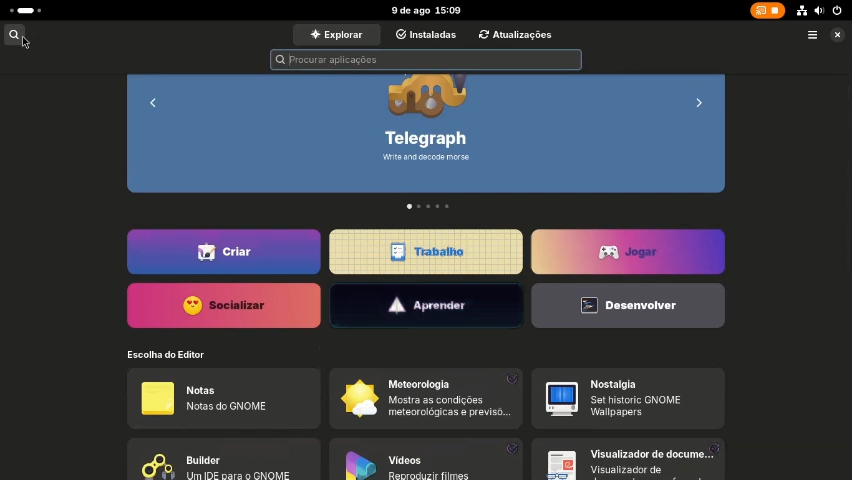 9 de ago 15:09
Explorar
Instaladas
Atualizações
Procurar aplicações
Telegraph
Write and decode morse
Criar
Trabalho
Jogar
Socializar
Aprender
Desenvolver
Escolha do Editor
Notas
Notas do GNOME
Meteorologia
Mostra as condições
meteorológicas e previsõ...
Nostalgia
Set historic GNOME
Wallpapers
Builder
Um IDE para o GNOME
Vídeos
Reproduzir filmes
Visualizador de docume...
Visualizador de